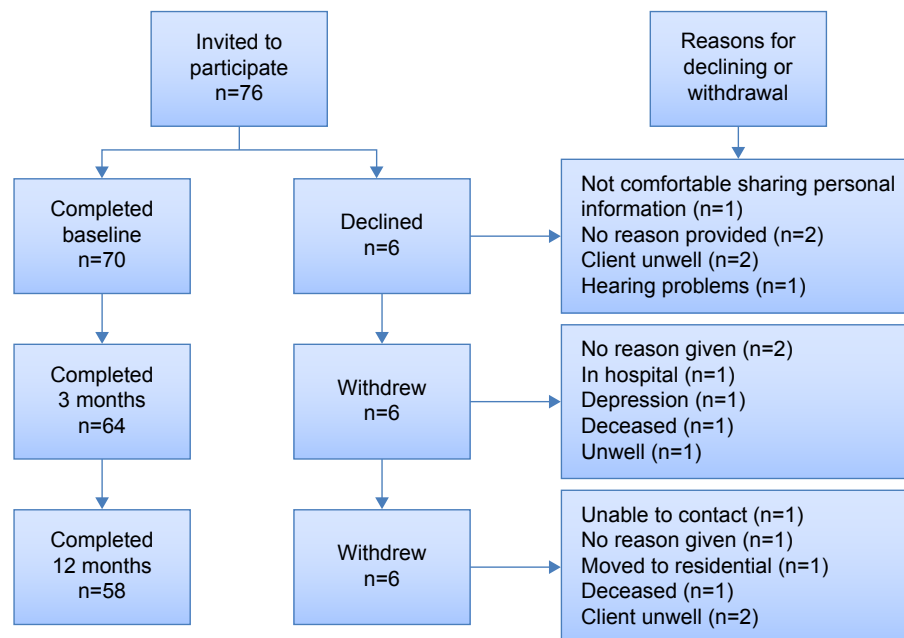 Invited to
participate
n=76
Reasons for
declining or
withdrawal
Completed
baseline
n=70
Declined
n=6
Not comfortable sharing personal
information (n=1)
No reason provided (n=2)
Client unwell (n=2)
Hearing problems (n=1)
Completed
3 months
n=64
Withdrew
n=6
No reason given (n=2)
In hospital (n=1)
Depression (n=1)
Deceased (n=1)
Unwell (n=1)
Completed
12 months
n=58
Withdrew
n=6
Unable to contact (n=1)
No reason given (n=1)
Moved to residential (n=1)
Deceased (n=1)
Client unwell (n=2)